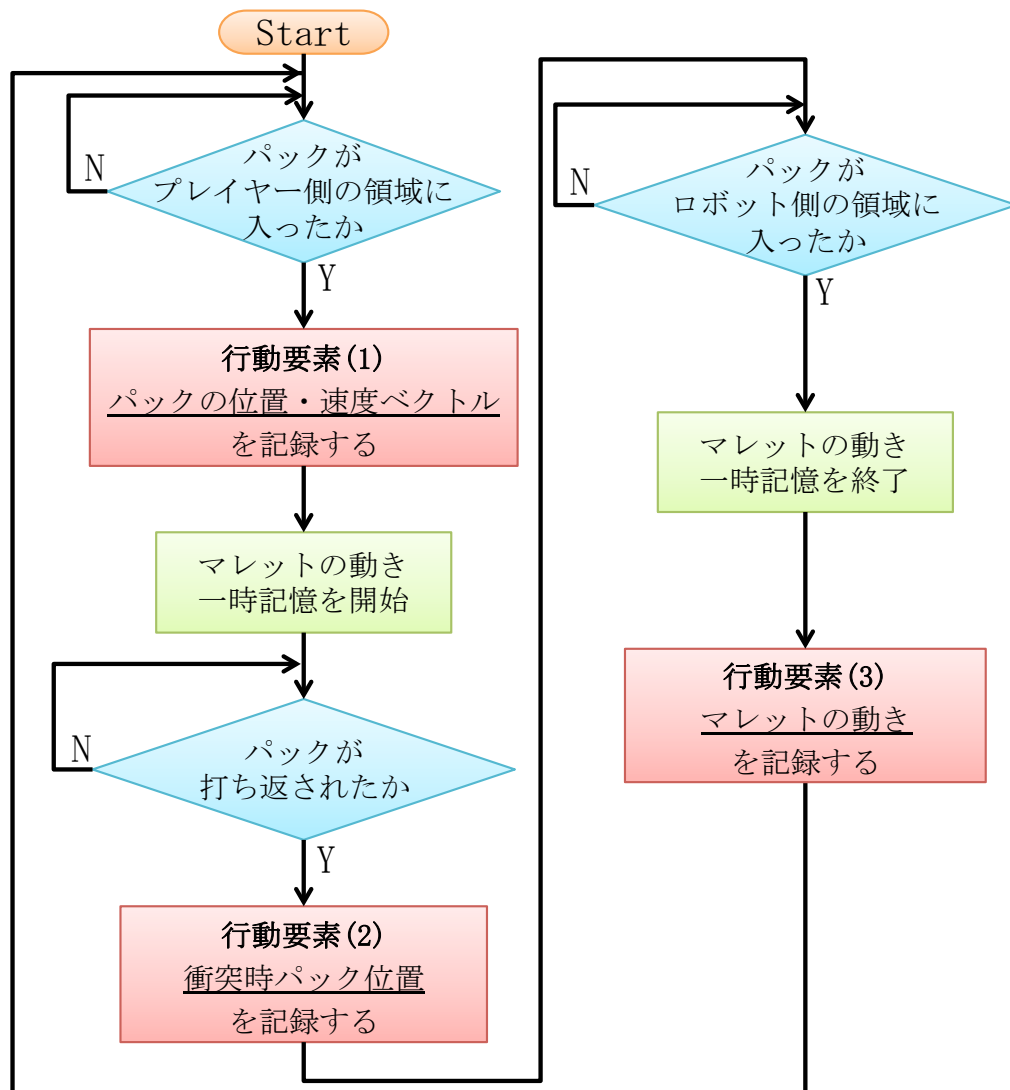 Start
パックが
プレイヤー側の領域に
入ったか
N
Y
行動要素(1)
パックの位置・速度ベクトル
を記録する
マレットの動き
一時記憶を開始
パックが
打ち返されたか
N
Y
行動要素(2)
衝突時パック位置
を記録する
パックが
ロボット側の領域に
入ったか
N
Y
マレットの動き
一時記憶を終了
行動要素(3)
マレットの動き
を記録する